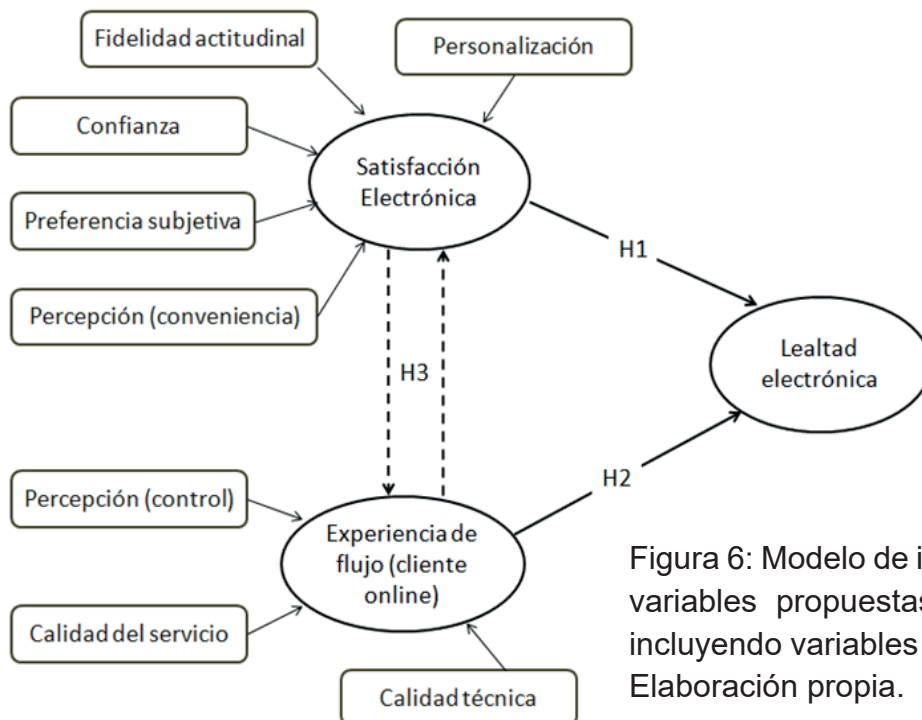 Fidelidad actitudinal
Personalización
Confianza
Satisfacción
Electrónica
Preferencia subjetiva
H1
Percepción (conveniencia)
Lealtad
electrónica
H3
H2
Percepción (control)
Experiencia de
flujo (cliente
online)
Calidad del servicio
Calidad técnica
Figura 6: Modelo de i
variables propuestas
incluyendo variables
Elaboración propia.